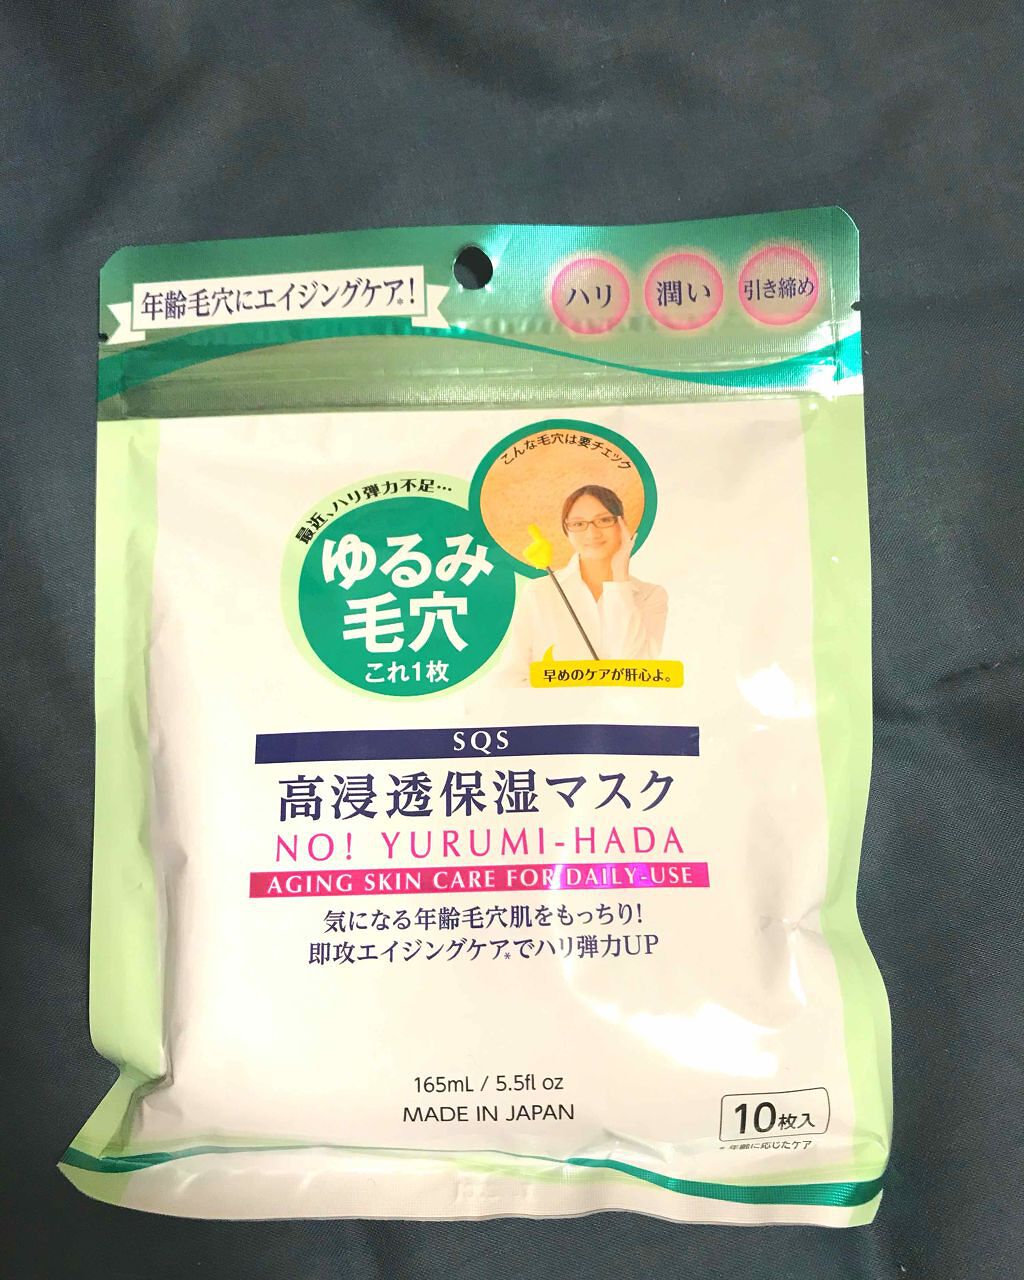 年齢毛穴にエイジングケア*!
ハリ
潤い
引き締め
こんな毛穴は要チェック
最近、ハリ弾力不足…
ゆるみ
毛穴
これ1枚
早めのケアが肝心よ。
SQS
高浸透保湿マスク
NO! YURUMI-HADA
AGING SKIN CARE FOR DAILY-USE
気になる年齢毛穴肌をもっちり!
即攻エイジングケア*でハリ弾力UP
165mL / 5.5fl oz
MADE IN JAPAN
10枚入
*年齢に応じたケア